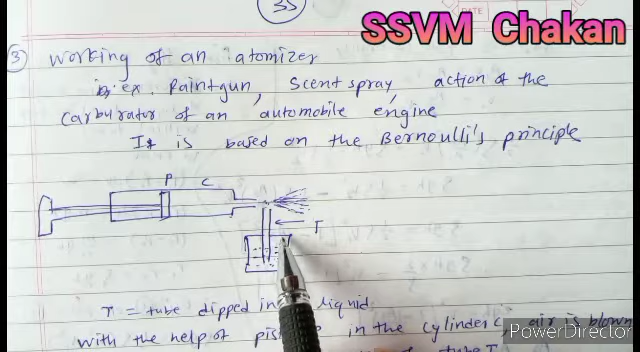 35
SSVM Chakan
DATE
③ Working of an atomizer
ex. Paintgun, Scent spray, action of the
Carburator of an automobile engine
It is based on the Bernoulli's principle
P C
T
T = tube dipped in liquid
with the help of pis in the cylinder C, air is blown
tube T
PowerDirector